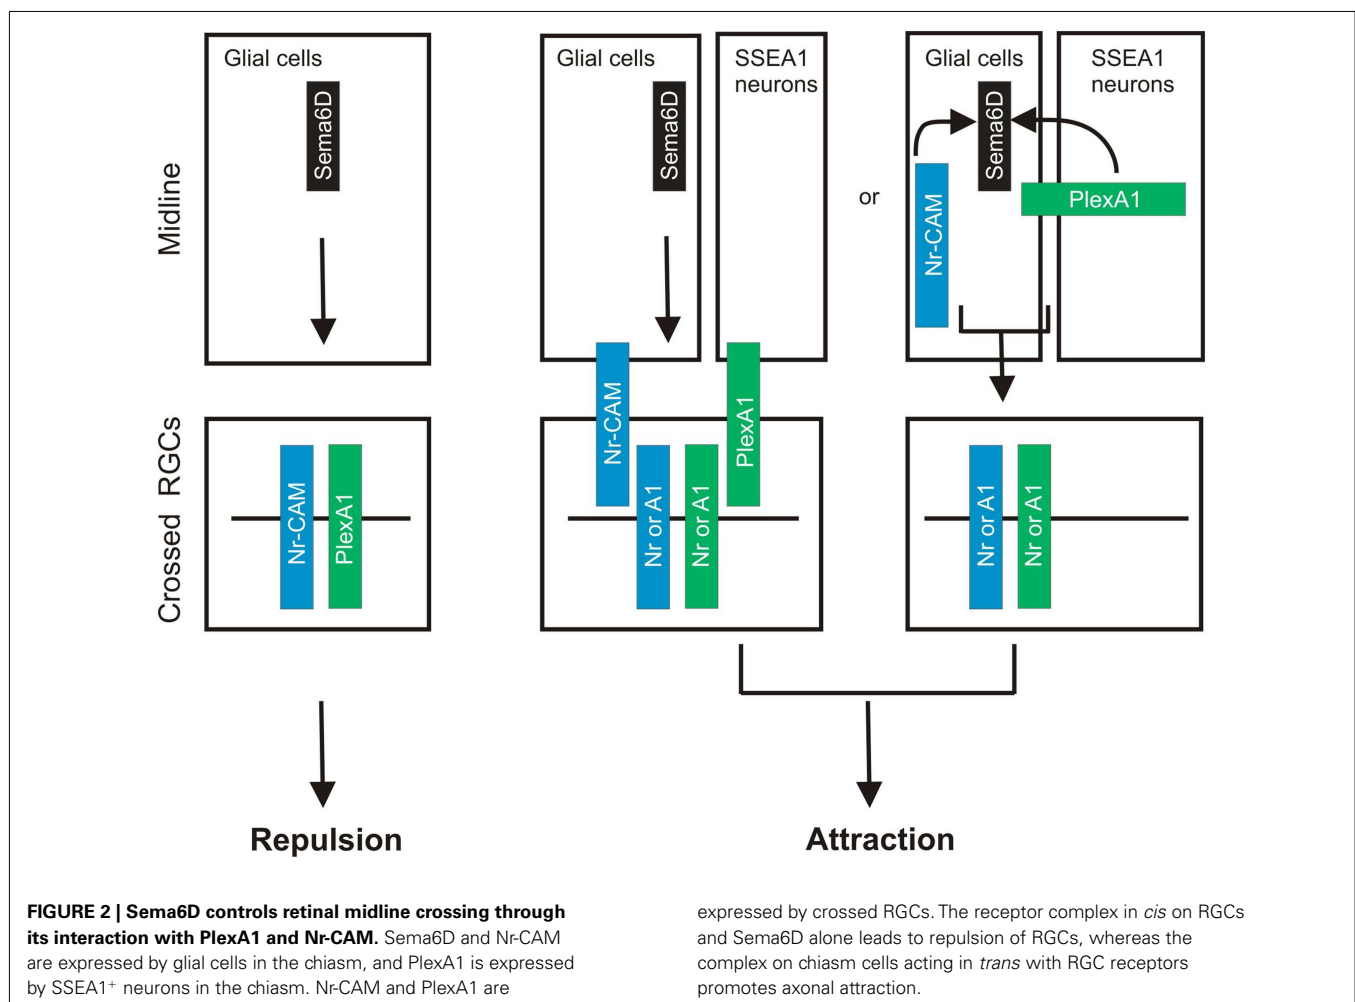 Glial cells
Sema6D
Glial cells
SSEA1
neurons
Sema6D
or
Glial cells
SSEA1
neurons
Sema6D
Nr-CAM
PlexA1
Midline
Crossed RGCs
Nr-CAM
PlexA1
Nr-CAM
Nr or A1
Nr or A1
PlexA1
Nr or A1
Nr or A1
Repulsion
Attraction
FIGURE 2 | Sema6D controls retinal midline crossing through
its interaction with PlexA1 and Nr-CAM. Sema6D and Nr-CAM
are expressed by glial cells in the chiasm, and PlexA1 is expressed
by SSEA1⁺ neurons in the chiasm. Nr-CAM and PlexA1 are
expressed by crossed RGCs. The receptor complex in cis on RGCs
and Sema6D alone leads to repulsion of RGCs, whereas the
complex on chiasm cells acting in trans with RGC receptors
promotes axonal attraction.